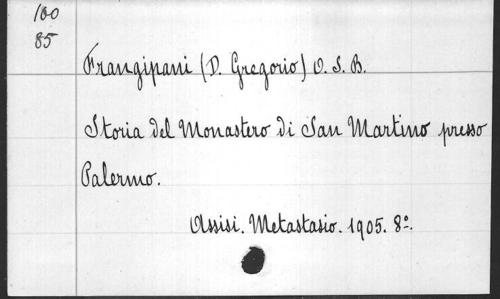 100
85
Frangipani (D. Gregorio) O. S. B.
Storia del Monastero di San Martino presso
Palermo.
Assisi. Metastasio. 1905. 8°.